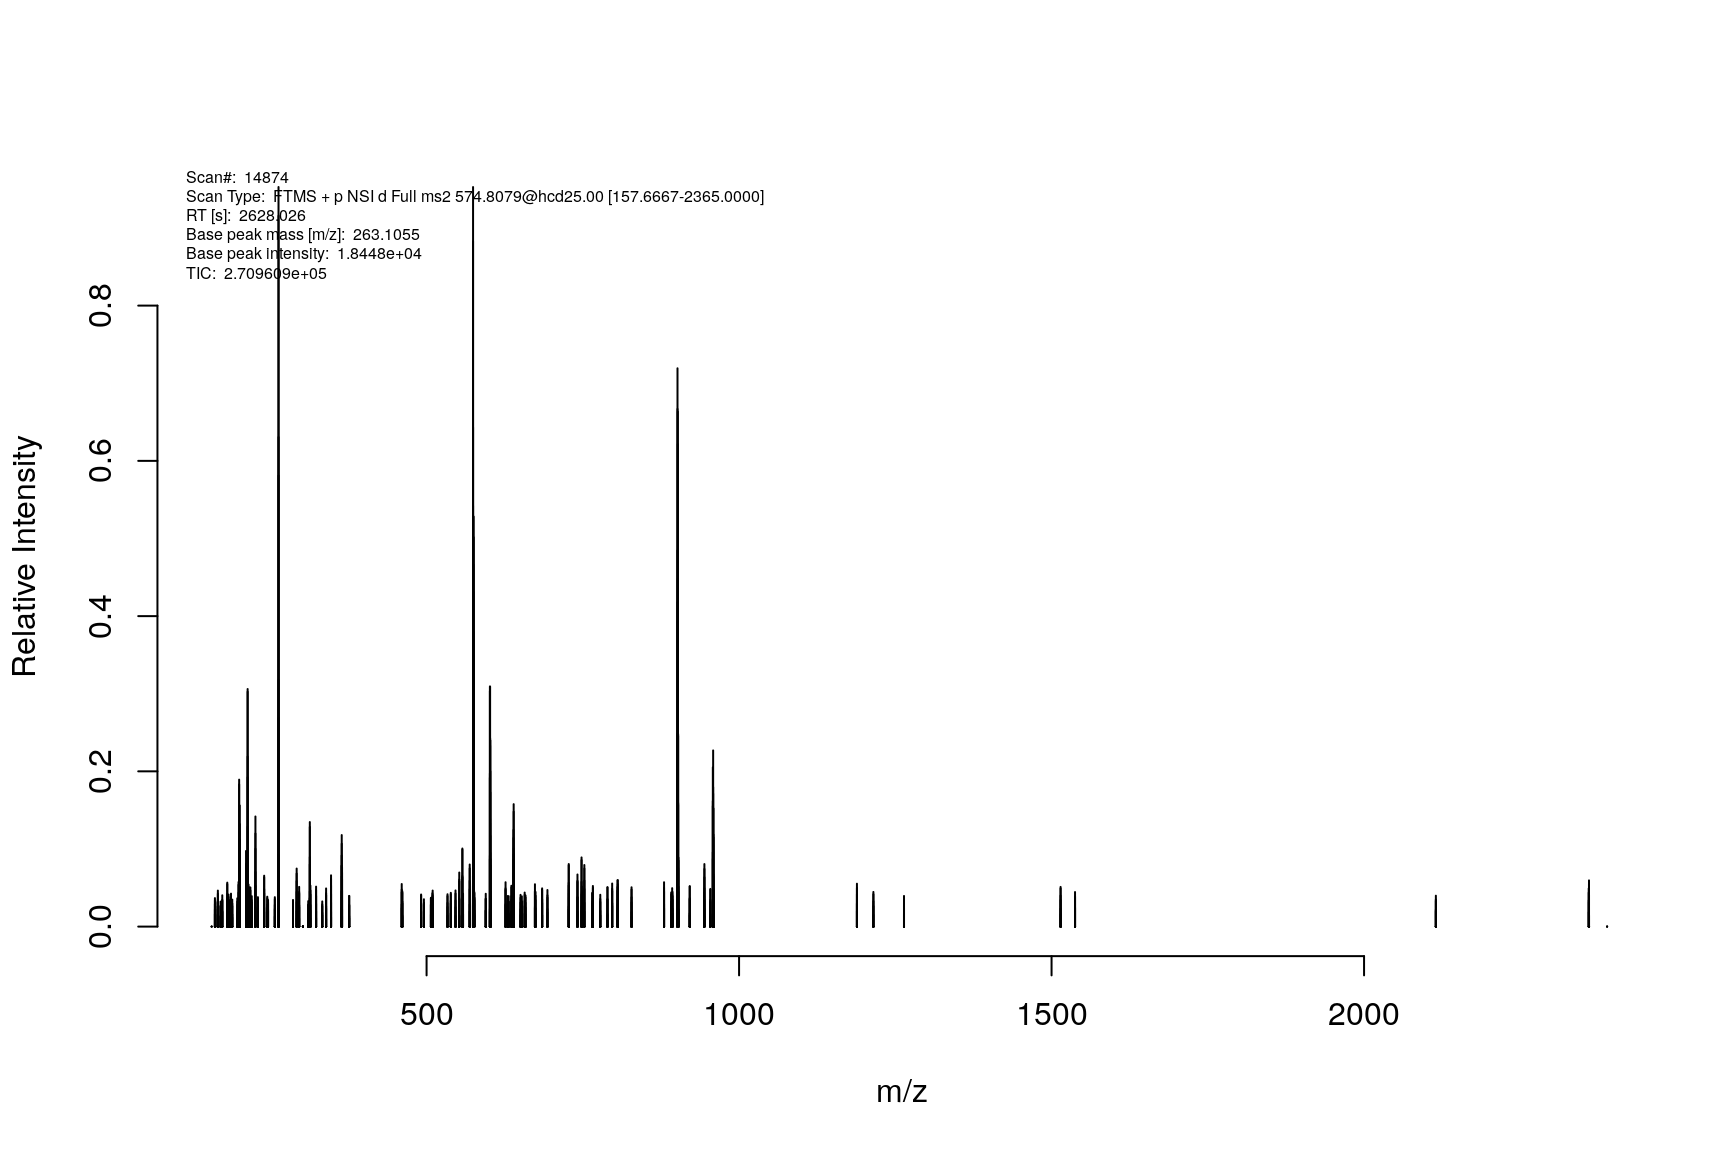 Scan#: 14874
Scan Type: FTMS + p NSI d Full ms2 574.8079@hcd25.00 [157.6667-2365.0000]
RT [s]: 2628.026
Base peak mass [m/z]: 263.1055
Base peak intensity: 1.8448e+04
TIC: 2.709609e+05
0.8
0.6
0.4
0.2
0.0
Relative Intensity
500 1000 1500 2000
m/z